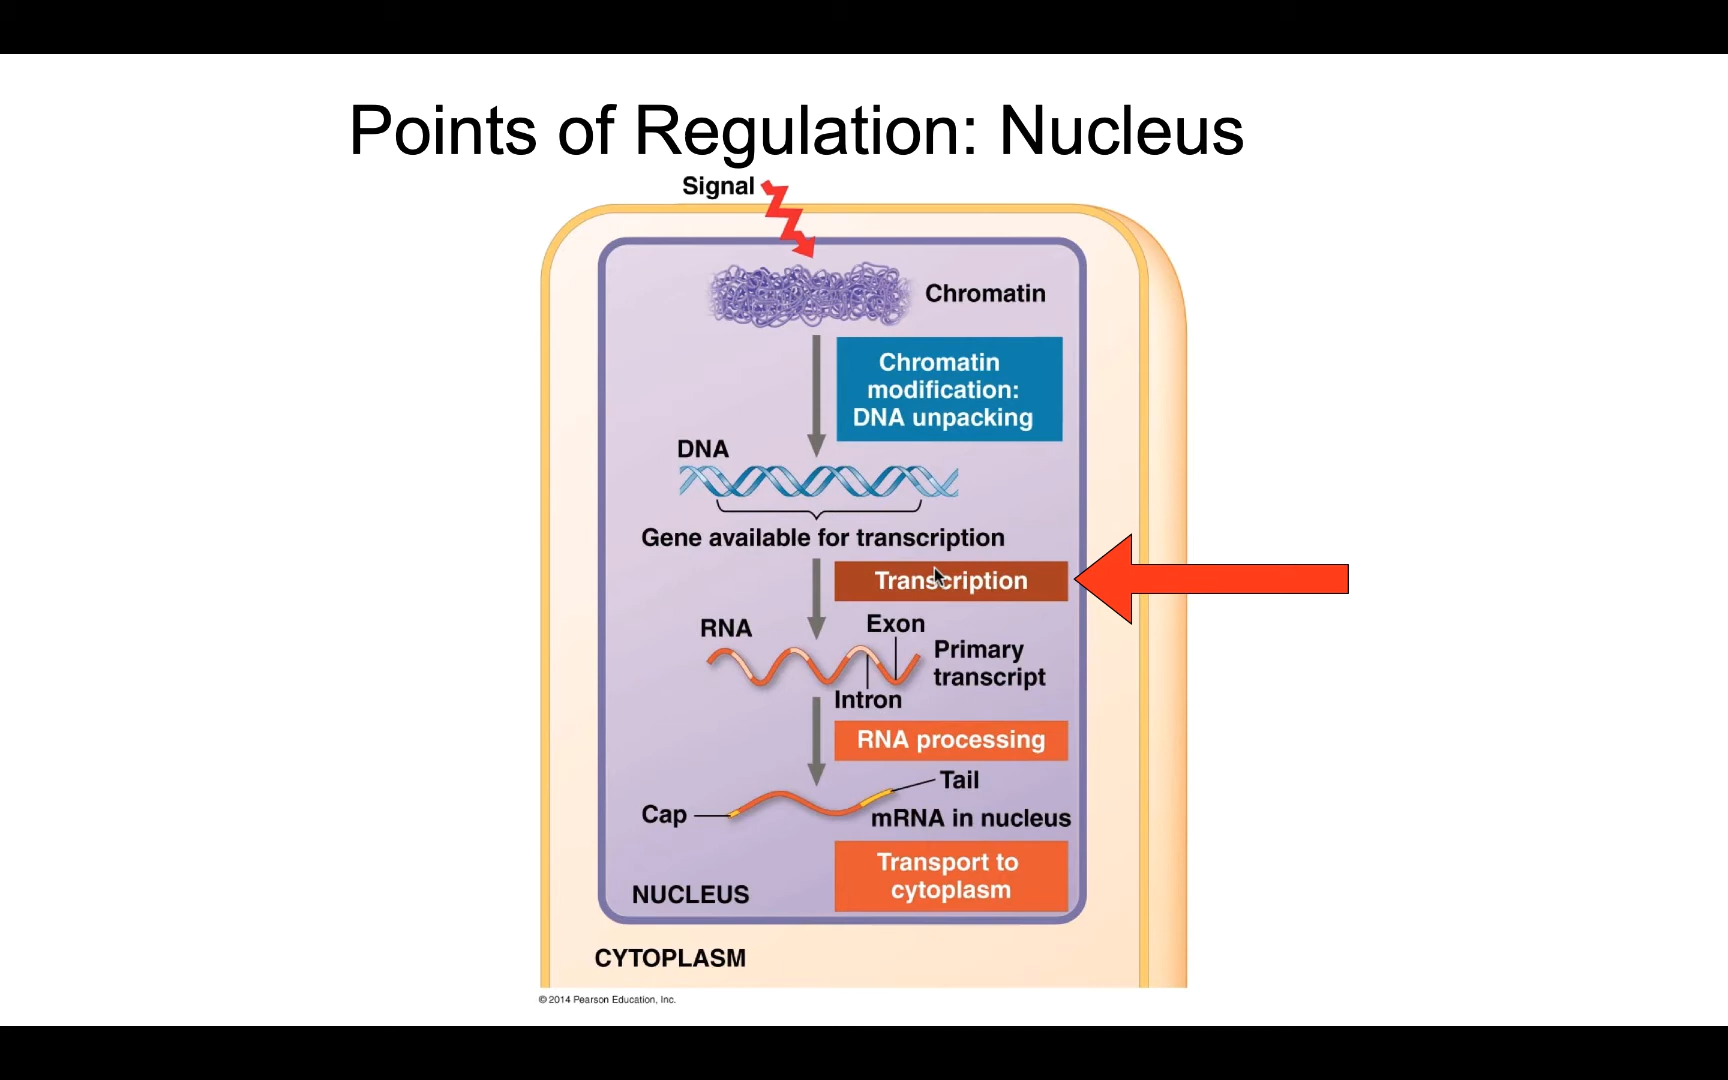 Points of Regulation: Nucleus
Signal
Chromatin
Chromatin
modification:
DNA unpacking
DNA
Gene available for transcription
Transcription
RNA
Exon
Primary
transcript
Intron
RNA processing
Tail
Cap
mRNA in nucleus
Transport to
cytoplasm
NUCLEUS
CYTOPLASM
© 2014 Pearson Education, Inc.